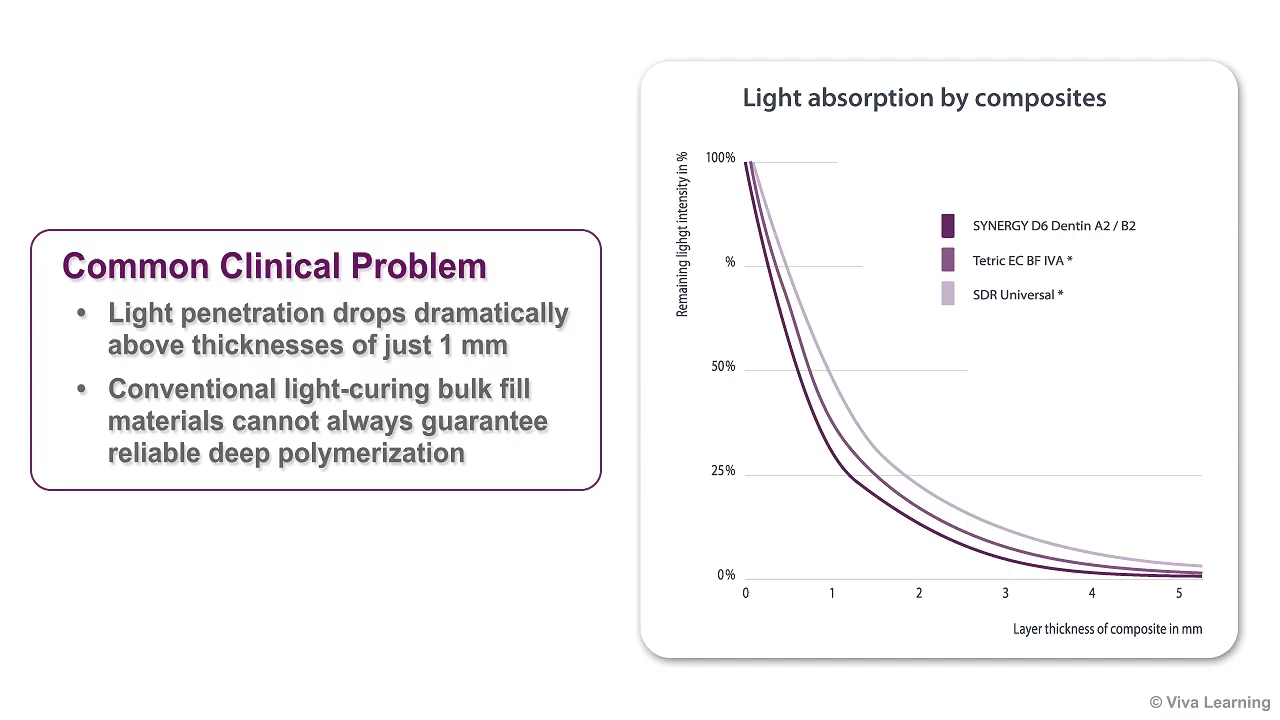 Common Clinical Problem
• Light penetration drops dramatically
above thicknesses of just 1 mm
• Conventional light-curing bulk fill
materials cannot always guarantee
reliable deep polymerization
Light absorption by composites
Remaining lighgt intensity in %
100%
%
50%
25%
0%
SYNERGY D6 Dentin A2 / B2
Tetric EC BF IVA *
SDR Universal *
0 1 2 3 4 5
Layer thickness of composite in mm
© Viva Learning